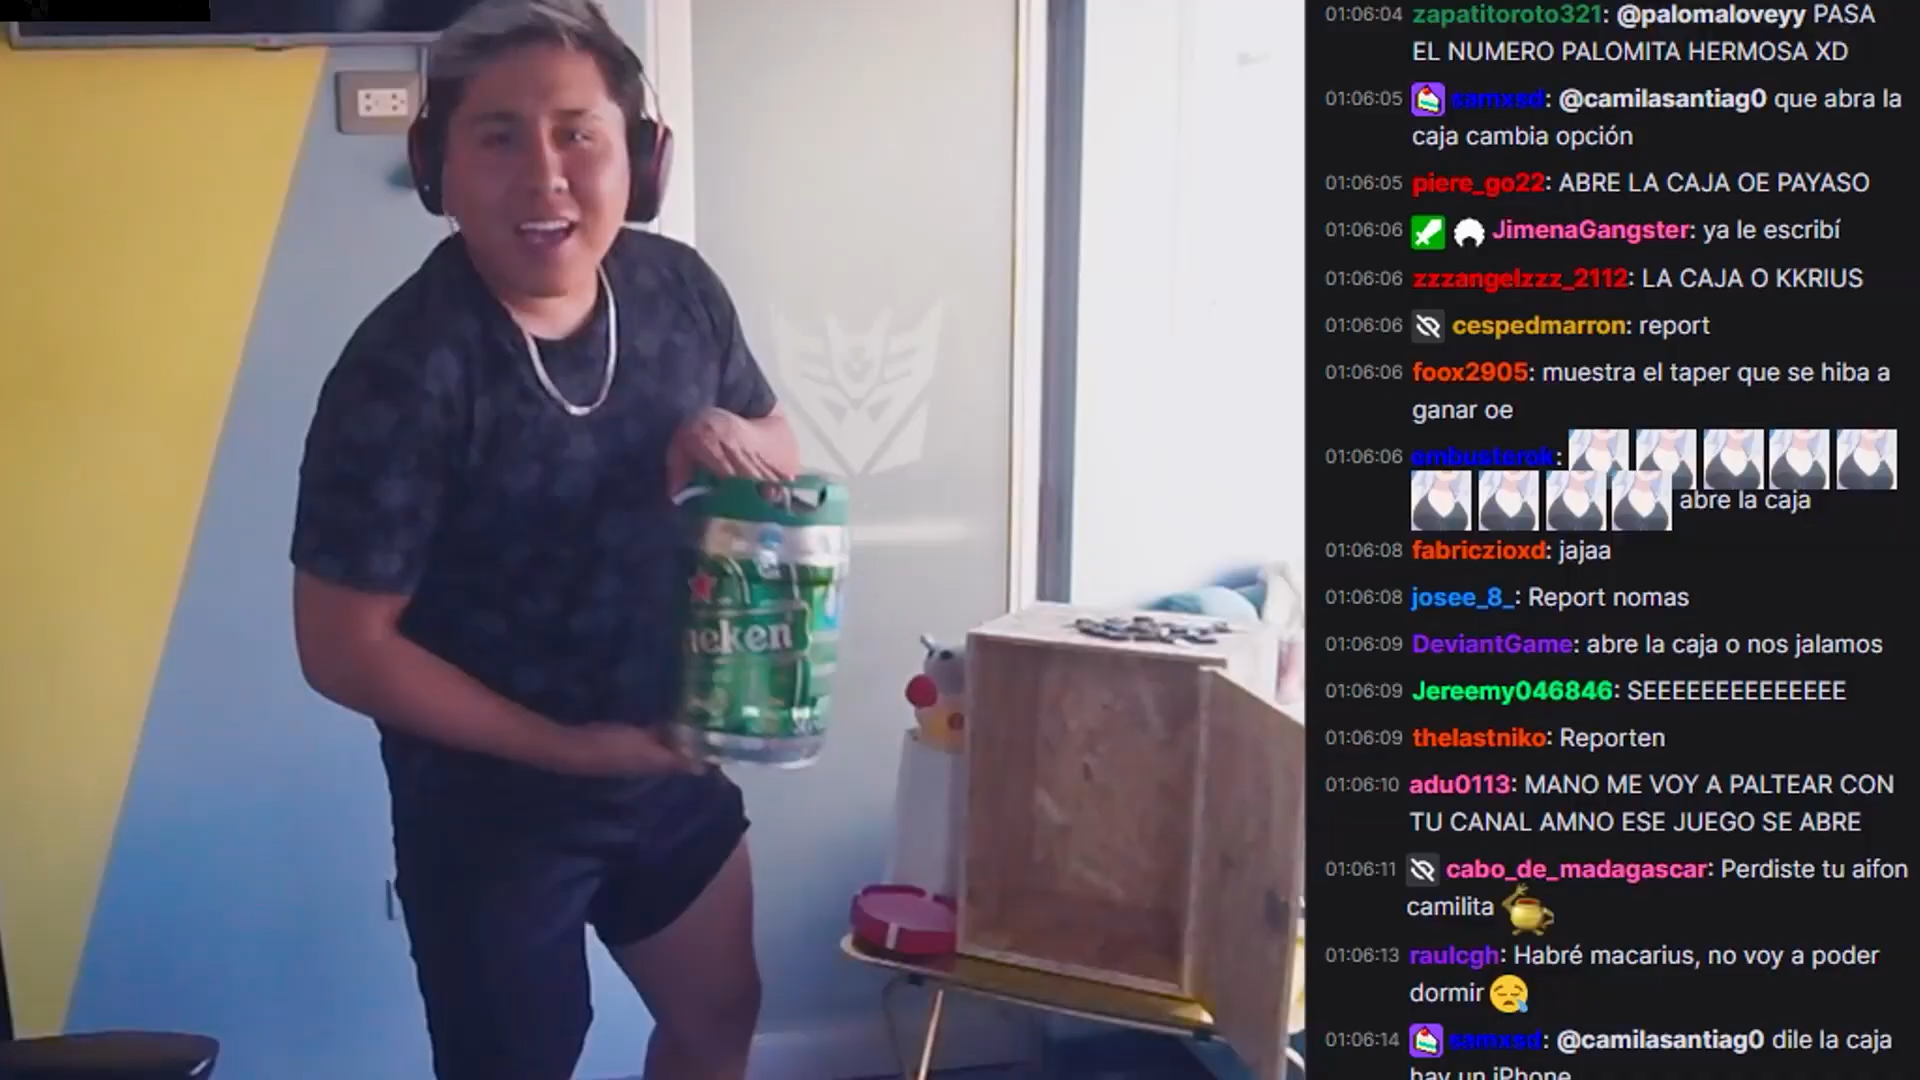 01:06:04 zapatitoroto321: @palomaloveyy PASA
EL NUMERO PALOMITA HERMOSA XD
01:06:05 samxsd: @camilasantiag0 que abra la
caja cambia opción
01:06:05 piere_go22: ABRE LA CAJA OE PAYASO
01:06:06 JimenaGangster: ya le escribí
01:06:06 zzzangelzzz_2112: LA CAJA O KKRIUS
01:06:06 cespedmarron: report
01:06:06 foox2905: muestra el taper que se hiba a
ganar oe
01:06:06 embusterok:
abre la caja
01:06:08 fabriczioxd: jajaa
01:06:08 josee_8_: Report nomas
01:06:09 DeviantGame: abre la caja o nos jalamos
01:06:09 Jereemy046846: SEEEEEEEEEEEEEE
01:06:09 thelastniko: Reporten
01:06:10 adu0113: MANO ME VOY A PALTEAR CON
TU CANAL AMNO ESE JUEGO SE ABRE
01:06:11 cabo_de_madagascar: Perdiste tu aifon
camilita
01:06:13 raulcgh: Habré macarius, no voy a poder
dormir
01:06:14 samxsd: @camilasantiag0 dile la caja
hay un iPhone
neken